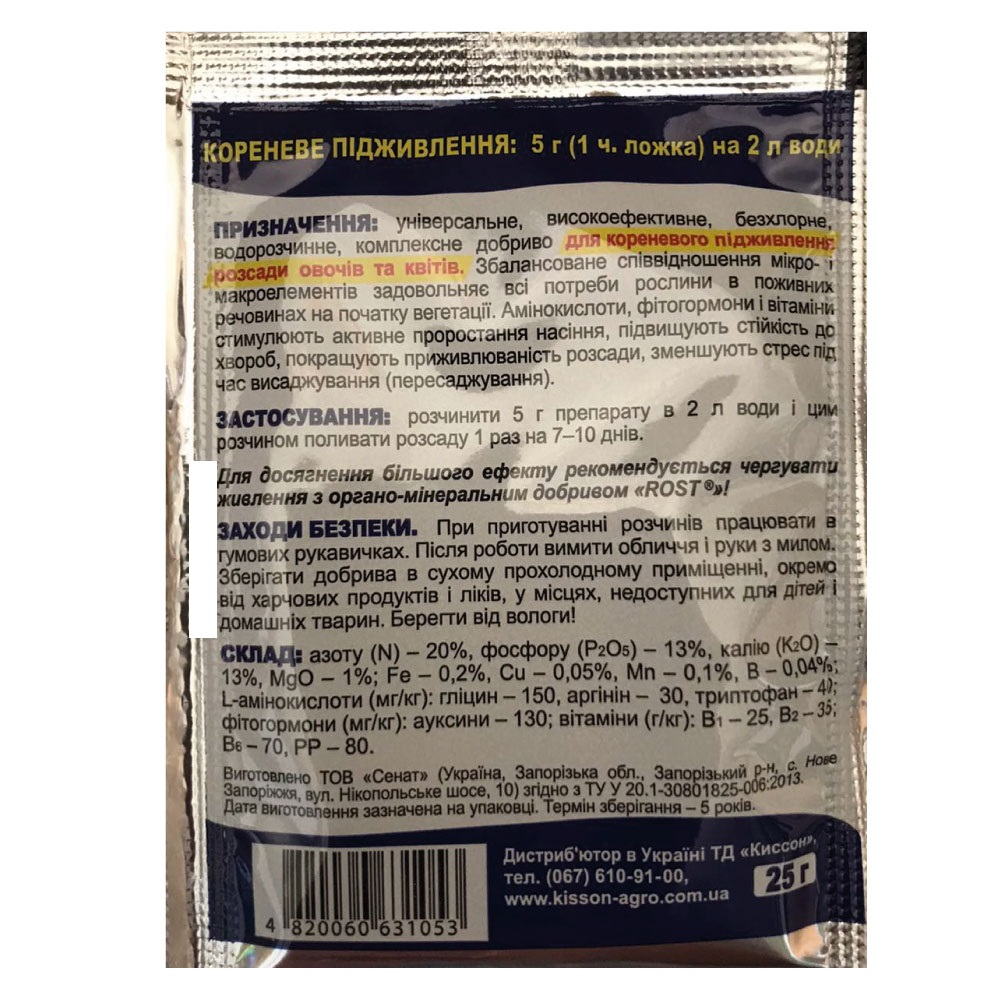 КОРЕНЕВЕ ПІДЖИВЛЕННЯ: 5 г (1 ч. ложка) на 2 л води
ПРИЗНАЧЕННЯ: універсальне, високоефективне, безхлорне,
водорозчинне, комплексне добриво для кореневого підживлення
розсади овочів та квітів. Збалансоване співвідношення мікро- і
макроелементів задовольняє всі потреби рослини в поживних
речовинах на початку вегетації. Амінокислоти, фітогормони і вітаміни
стимулюють активне проростання насіння, підвищують стійкість до
хвороб, покращують приживлюваність розсади, зменшують стрес під
час висаджування (пересаджування).
ЗАСТОСУВАННЯ: розчинити 5 г препарату в 2 л води і цим
розчином поливати розсаду 1 раз на 7–10 днів.
Для досягнення більшого ефекту рекомендується чергувати
живлення з органо-мінеральним добривом «ROST®»!
ЗАХОДИ БЕЗПЕКИ. При приготуванні розчинів працювати в
гумових рукавичках. Після роботи вимити обличчя і руки з милом.
Зберігати добрива в сухому прохолодному приміщенні, окремо
від харчових продуктів і ліків, у місцях, недоступних для дітей і
домашніх тварин. Берегти від вологи!
СКЛАД: азоту (N) – 20%, фосфору (P2O5) – 13%, калію (K2O) –
13%, MgO – 1%; Fe – 0,2%, Cu – 0,05%, Mn – 0,1%, B – 0,04%;
L-амінокислоти (мг/кг): гліцин – 150, аргінін – 30, триптофан – 40;
фітогормони (мг/кг): ауксини – 130; вітаміни (г/кг): B1 – 25, B2 – 35;
B6 – 70, PP – 80.
Виготовлено ТОВ «Сенат» (Україна, Запорізька обл., Запорізький р-н, с. Нове
Запоріжжя, вул. Нікопольське шосе, 10) згідно з ТУ У 20.1-30801825-006:2013.
Дата виготовлення зазначена на упаковці. Термін зберігання – 5 років.
Дистриб'ютор в Україні ТД «Киссон»,
тел. (067) 610-91-00,
www.kisson-agro.com.ua
25 г
4 820060 631053